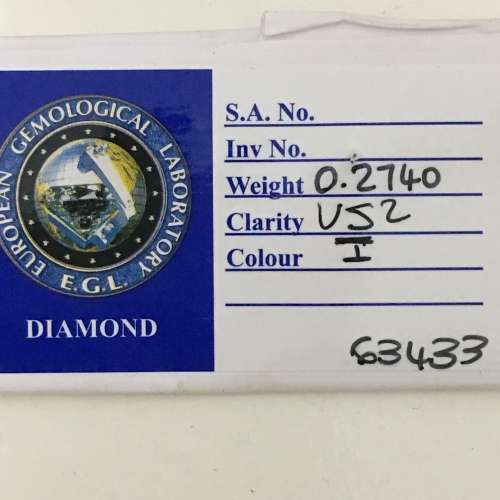 EUROPEAN GEMOLOGICAL LABORATORY
E.G.L.
DIAMOND
S.A. No.
Inv No.
Weight 0.2740
Clarity VS2
Colour I
63433